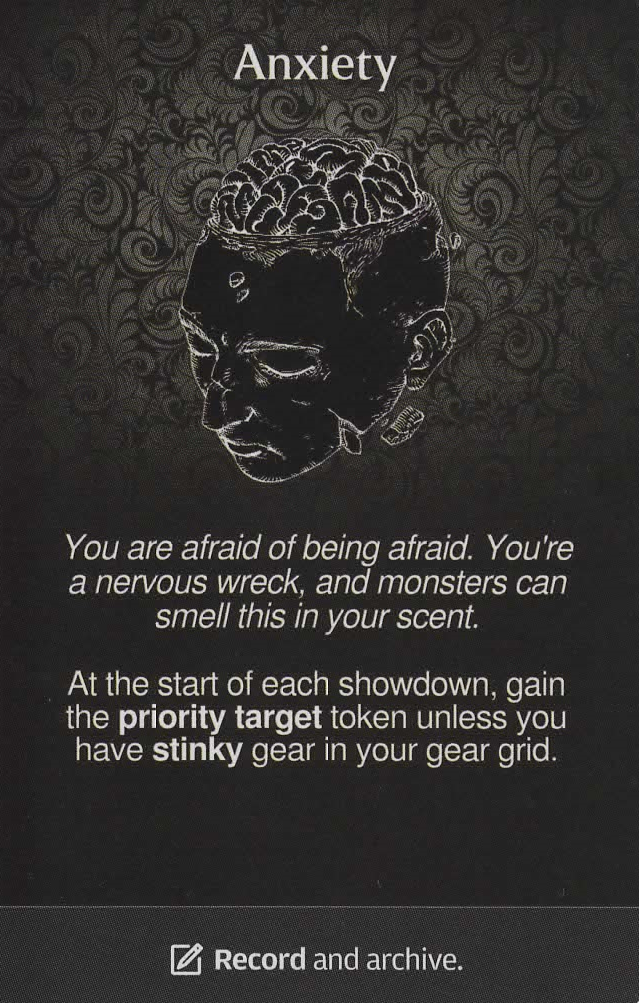 Anxiety
You are afraid of being afraid. You're
a nervous wreck, and monsters can
smell this in your scent.
At the start of each showdown, gain
the priority target token unless you
have stinky gear in your gear grid.
Record and archive.